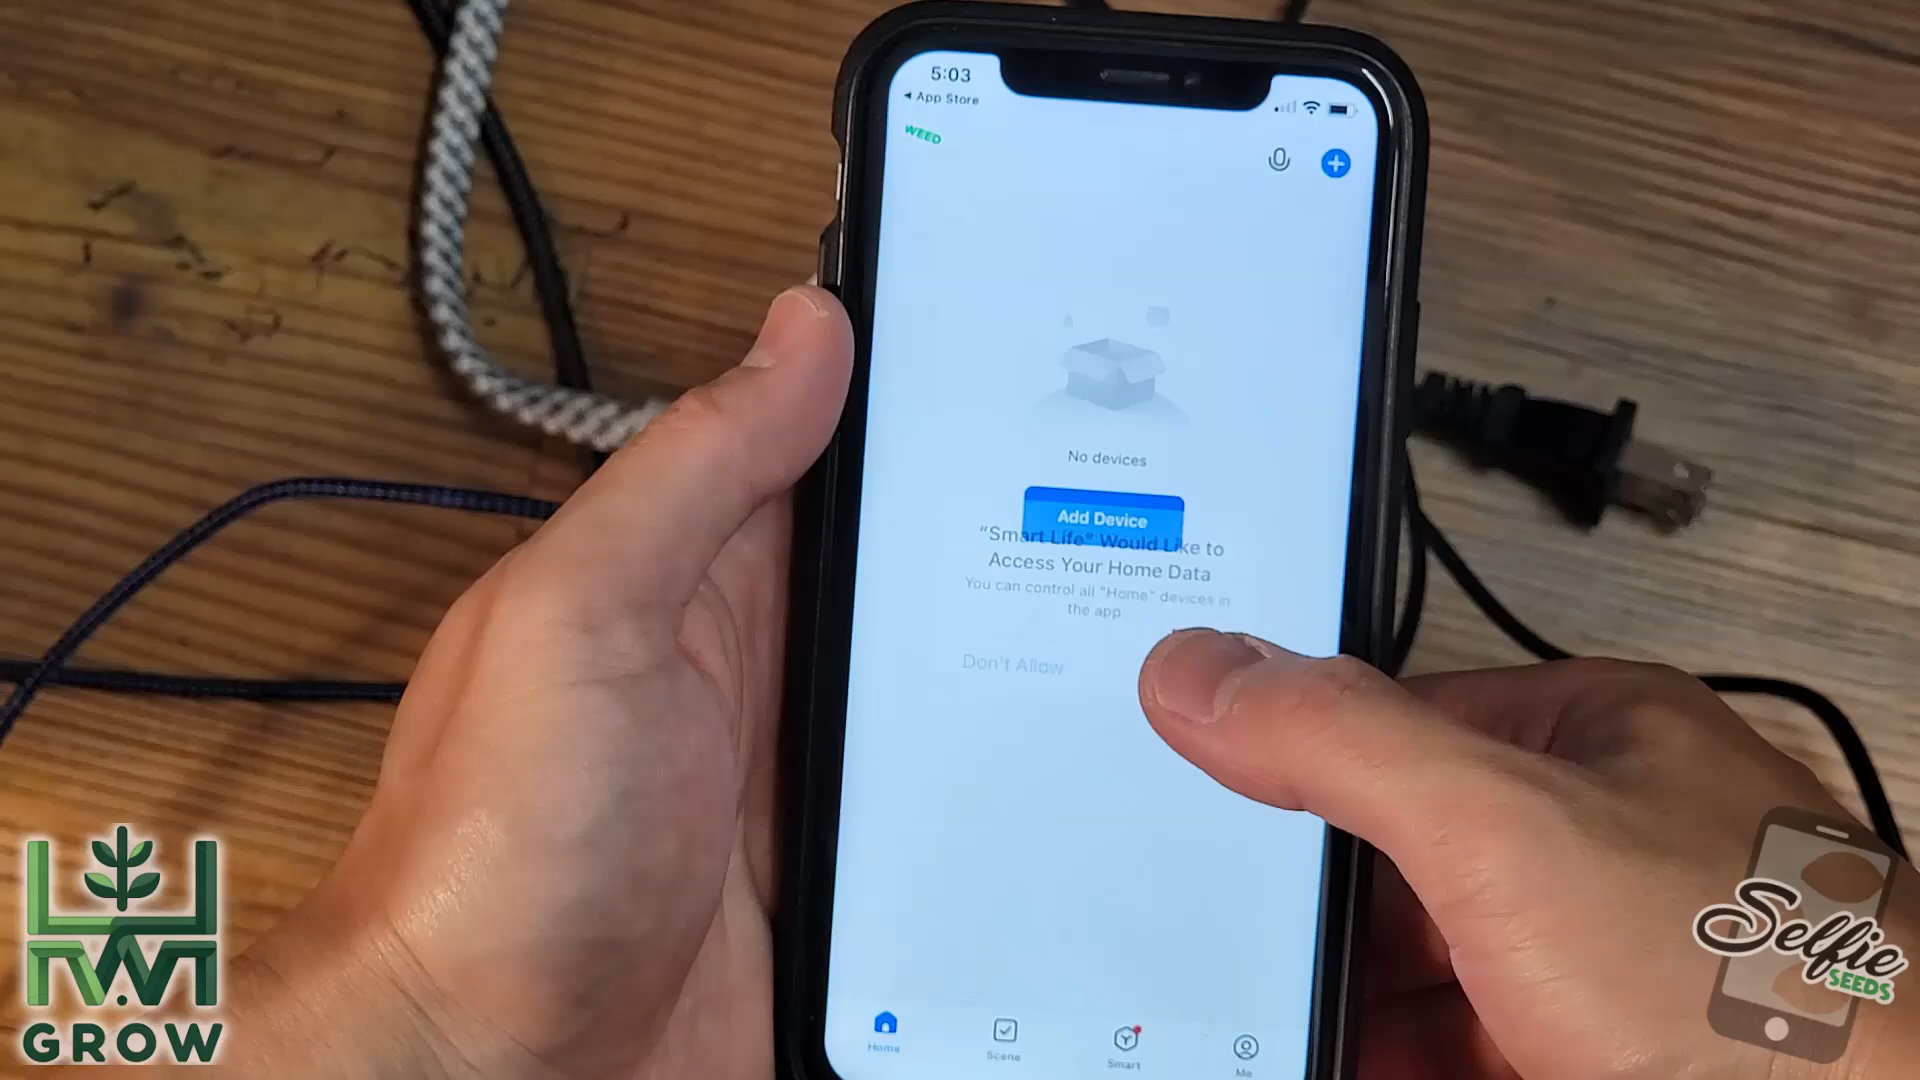 5:03
App Store
WEED
No devices
Add Device
“Smart Life” Would Like to
Access Your Home Data
You can control all "Home" devices in
the app
Don't Allow
Home
Scene
Smart
Me
GROW
Selfie
SEEDS